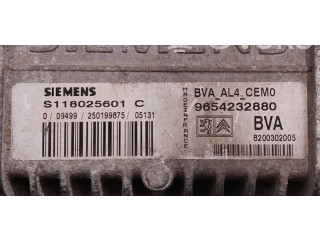 SIEMENS
S118025601 C
0 / 09499 / 250199875 / 05131
BVA_AL4_CEM0
9654232880
BVA
8200302005